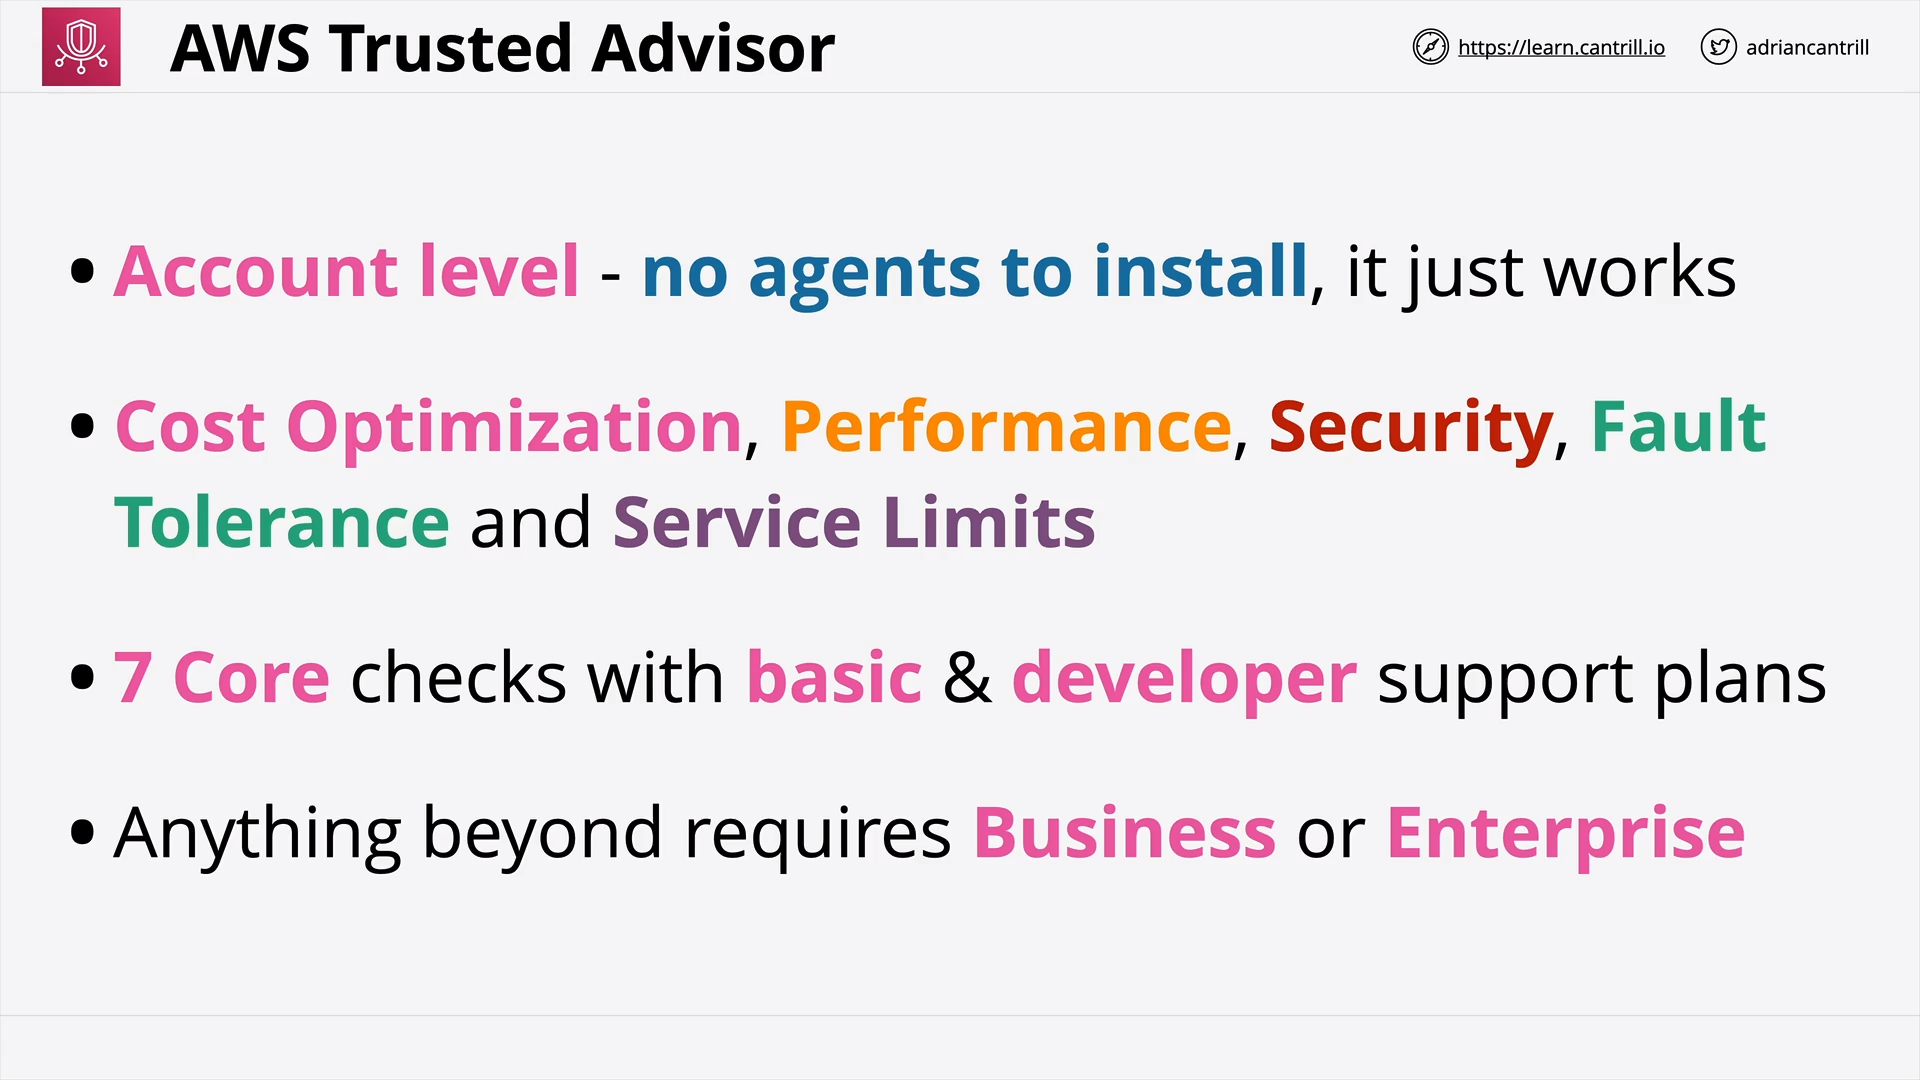 AWS Trusted Advisor
https://learn.cantrill.io
adriancantrill
• Account level - no agents to install, it just works
• Cost Optimization, Performance, Security, Fault
Tolerance and Service Limits
• 7 Core checks with basic & developer support plans
• Anything beyond requires Business or Enterprise